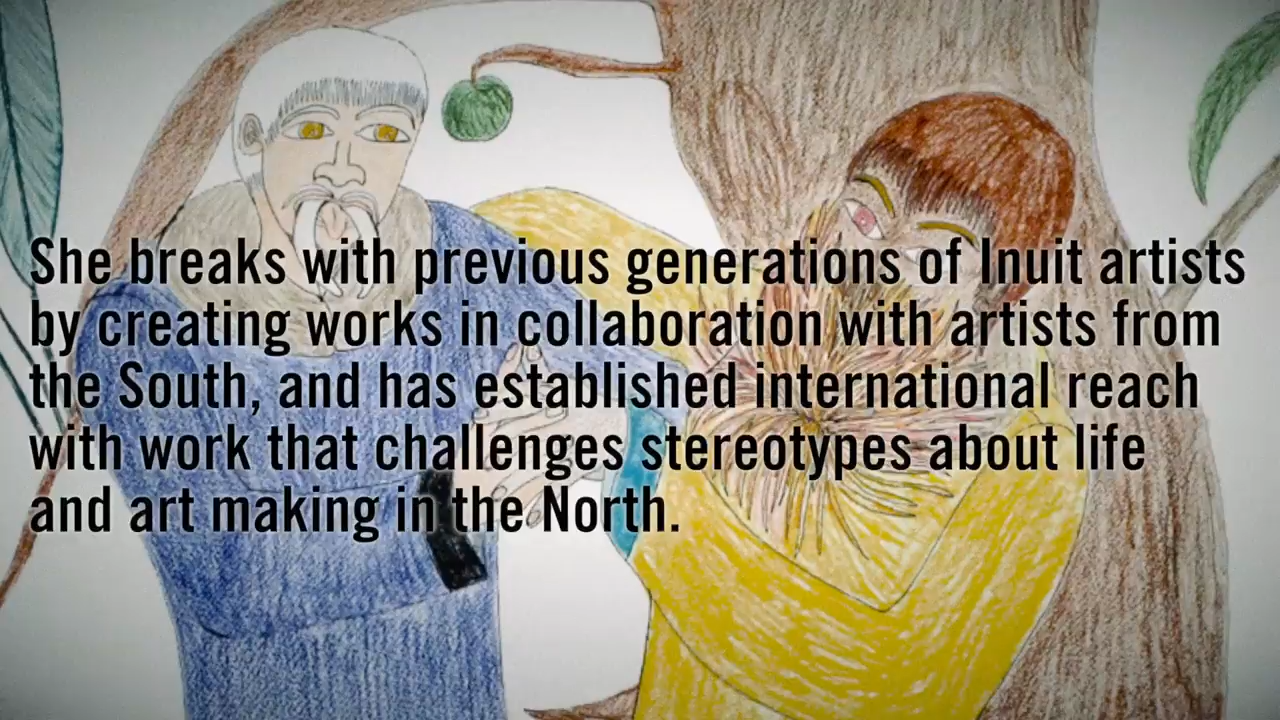 She breaks with previous generations of Inuit artists
by creating works in collaboration with artists from
the South, and has established international reach
with work that challenges stereotypes about life
and art making in the North.